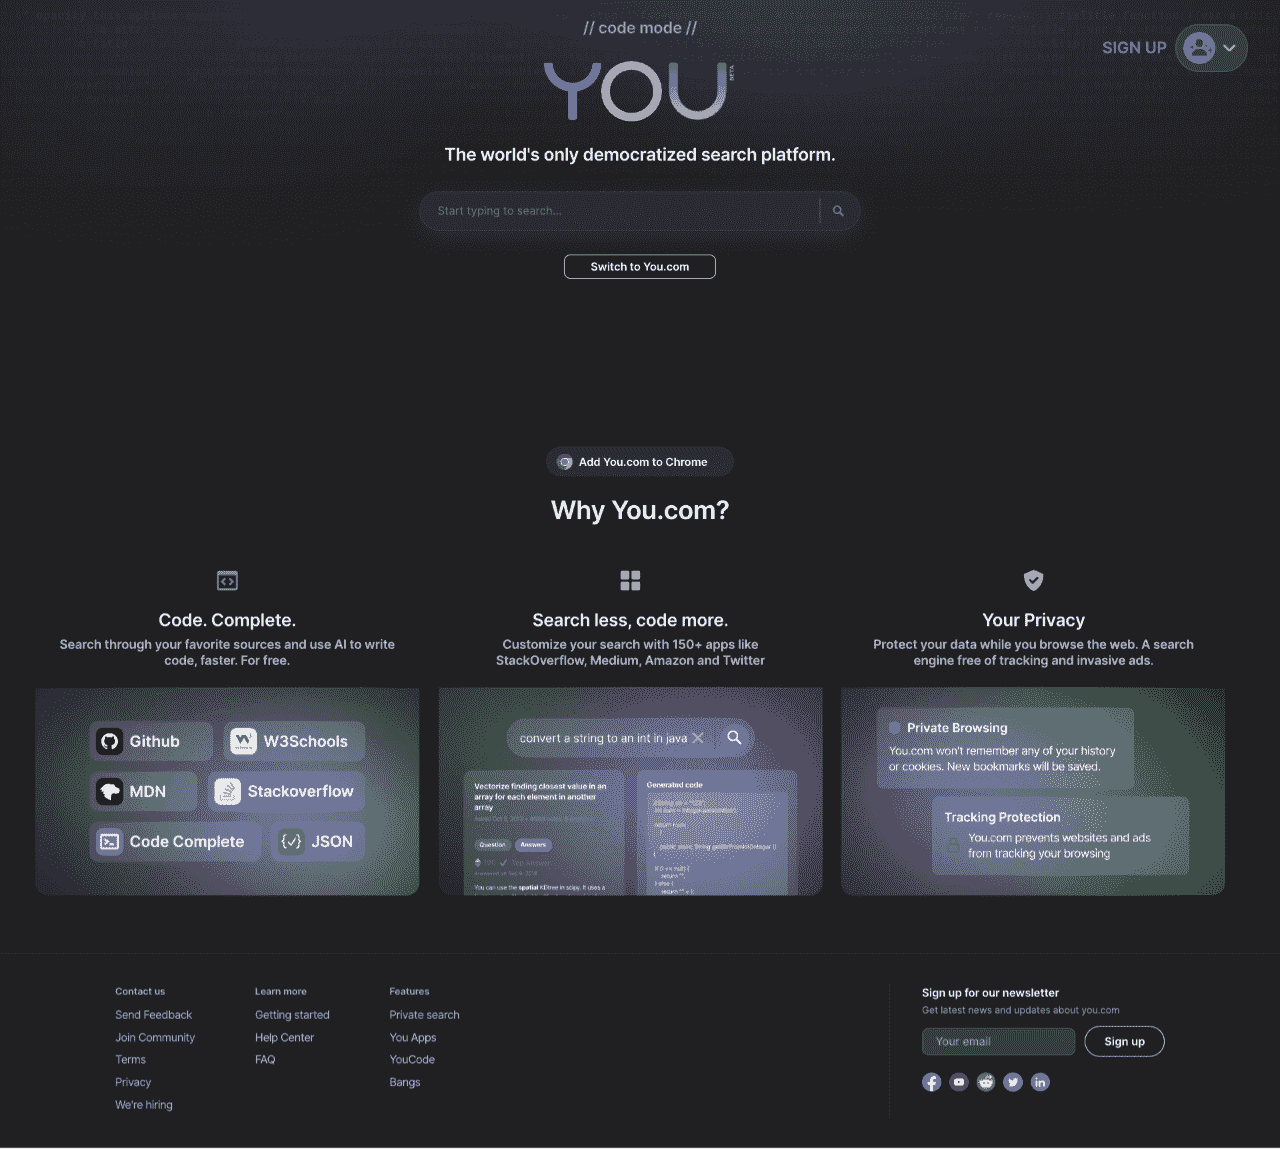 // code mode //
SIGN UP
YOU
BETA
The world's only democratized search platform.
Start typing to search...
Switch to You.com
Add You.com to Chrome
Why You.com?
Code. Complete.
Search through your favorite sources and use AI to write
code, faster. For free.
Github
W3Schools
MDN
Stackoverflow
Code Complete
JSON
Search less, code more.
Customize your search with 150+ apps like
StackOverflow, Medium, Amazon and Twitter
convert a string to an int in java
Vectorize finding closest value in an
array for each element in another
array
Question
Answers
Top Answer
You can use the spatial KDtree in scipy. It uses a
Generated code
return num;
}
if (l == null) {
return "";
} else {
Your Privacy
Protect your data while you browse the web. A search
engine free of tracking and invasive ads.
Private Browsing
You.com won't remember any of your history
or cookies. New bookmarks will be saved.
Tracking Protection
You.com prevents websites and ads
from tracking your browsing
Contact us
Send Feedback
Join Community
Terms
Privacy
We're hiring
Learn more
Getting started
Help Center
FAQ
Features
Private search
You Apps
YouCode
Bangs
Sign up for our newsletter
Get latest news and updates about you.com
Your email
Sign up